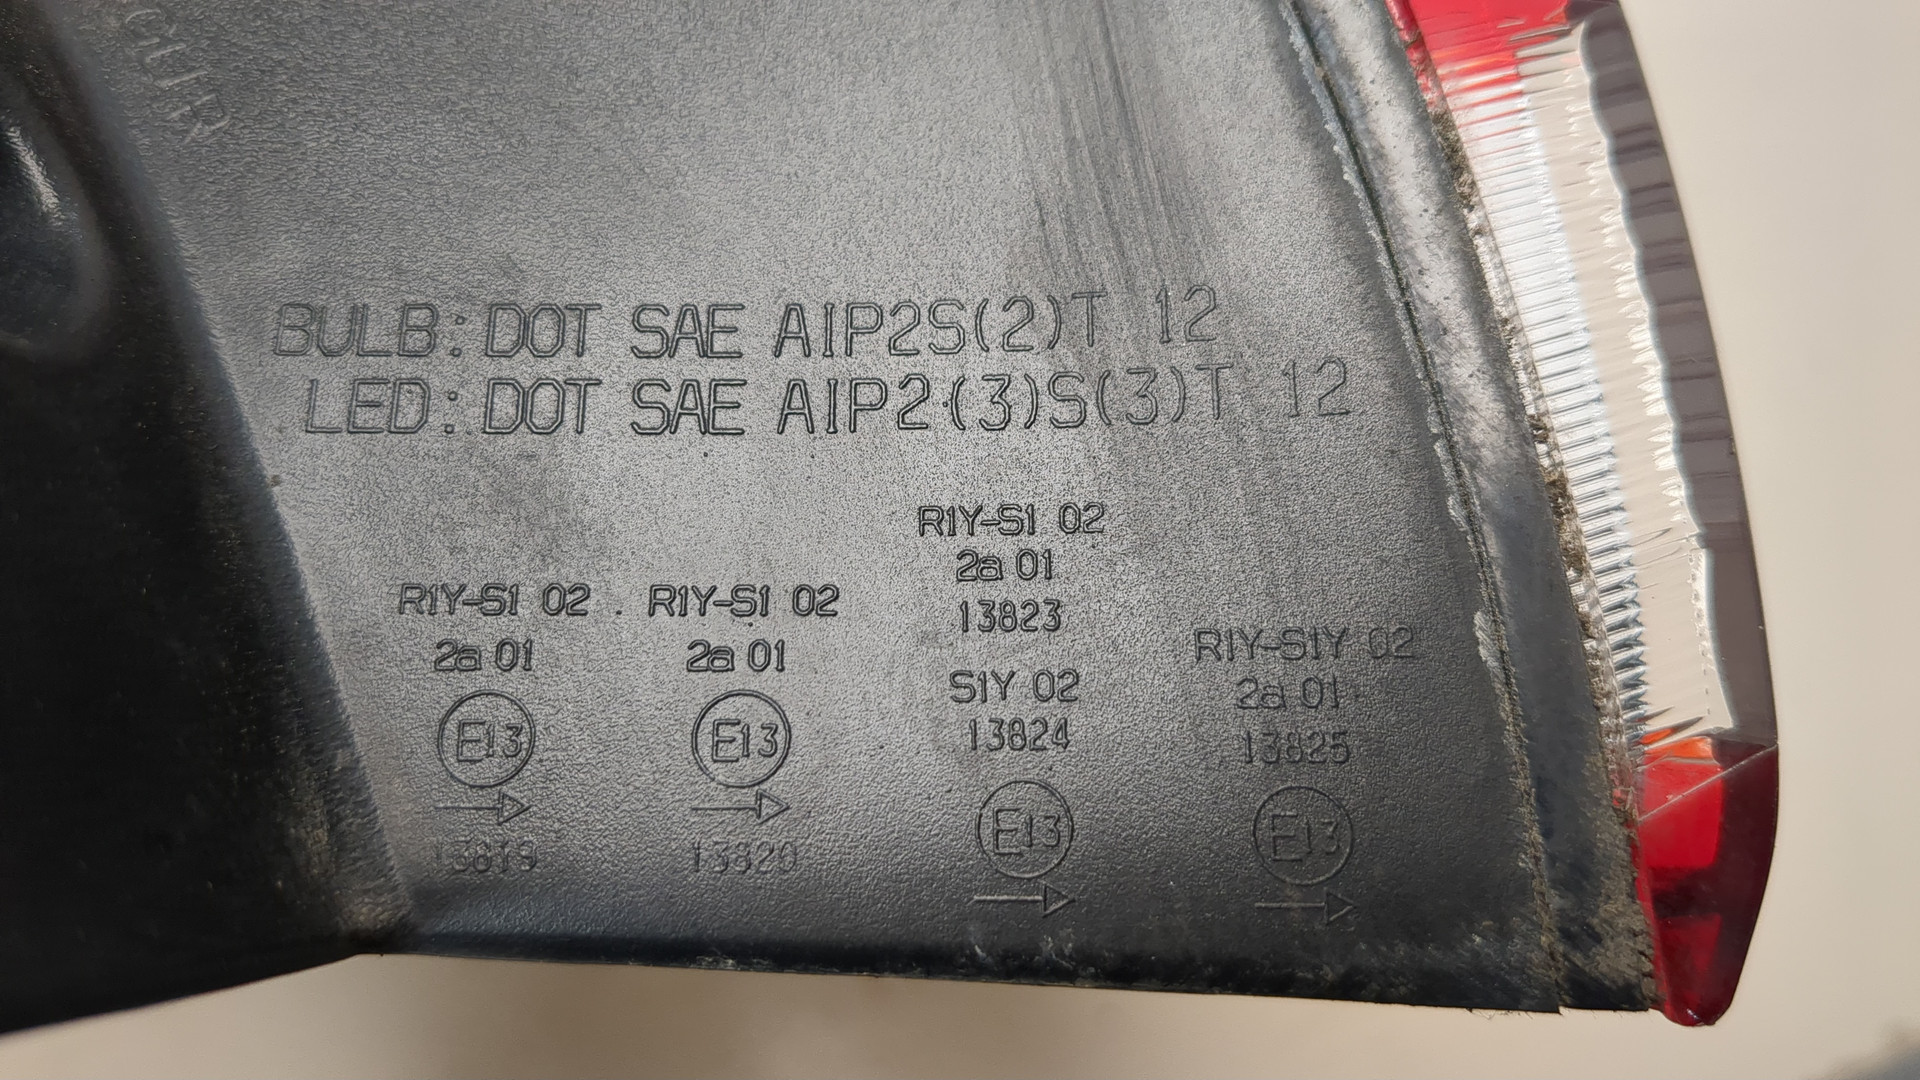 BULB: DOT SAE AIP2S(2)T 12
LED: DOT SAE AIP2(3)S(3)T 12
R1Y-S1 02
2a 01
E13
13819
R1Y-S1 02
2a 01
E13
13820
R1Y-S1 02
2a 01
13823
S1Y 02
13824
E13
R1Y-S1Y 02
2a 01
13825
E13